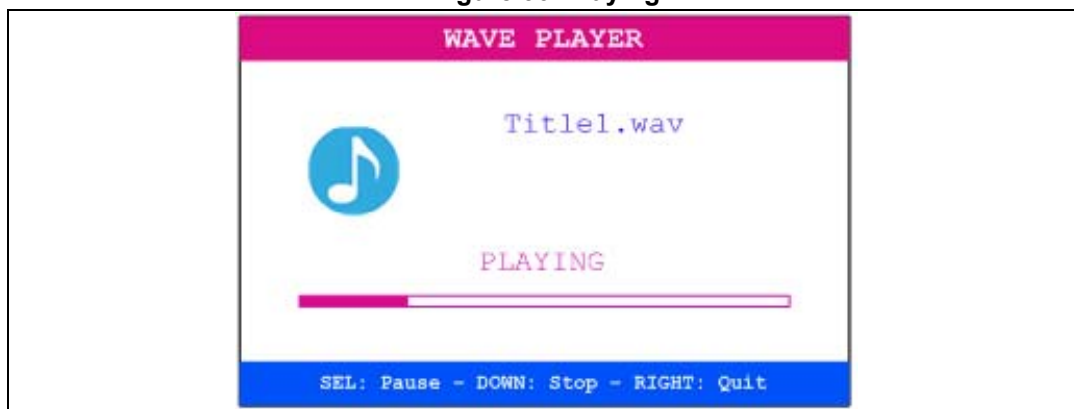 WAVE PLAYER
Title1.wav
PLAYING
SEL: Pause - DOWN: Stop - RIGHT: Quit